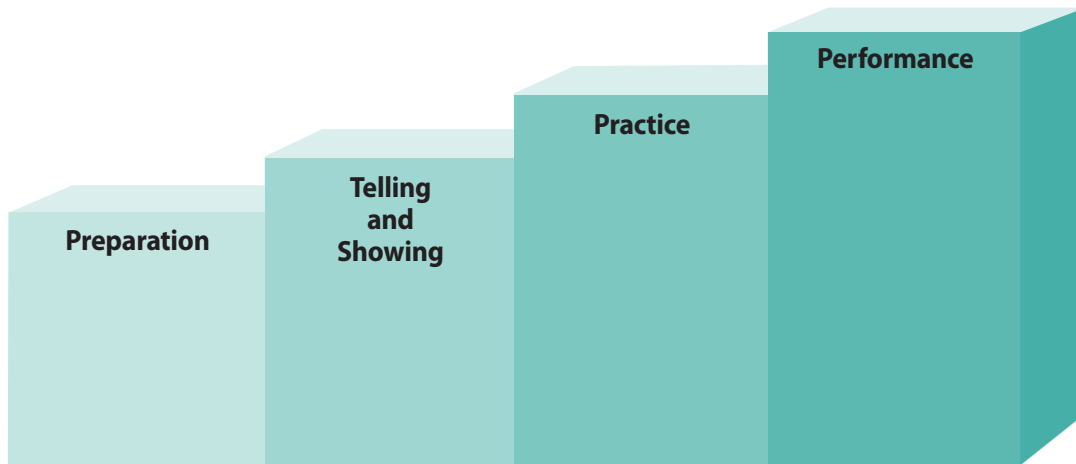 Preparation
Telling
and
Showing
Practice
Performance